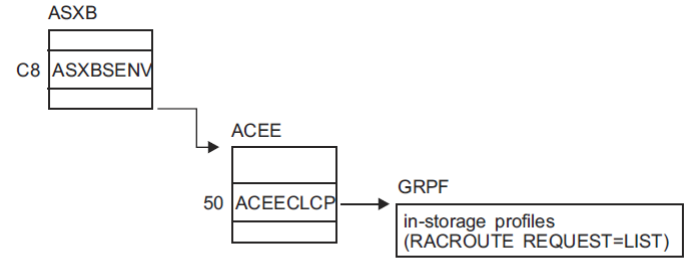 ASXB
C8 ASXBSENV
ACEE
50 ACEECLCP
GRPF
in-storage profiles
(RACROUTE REQUEST=LIST)